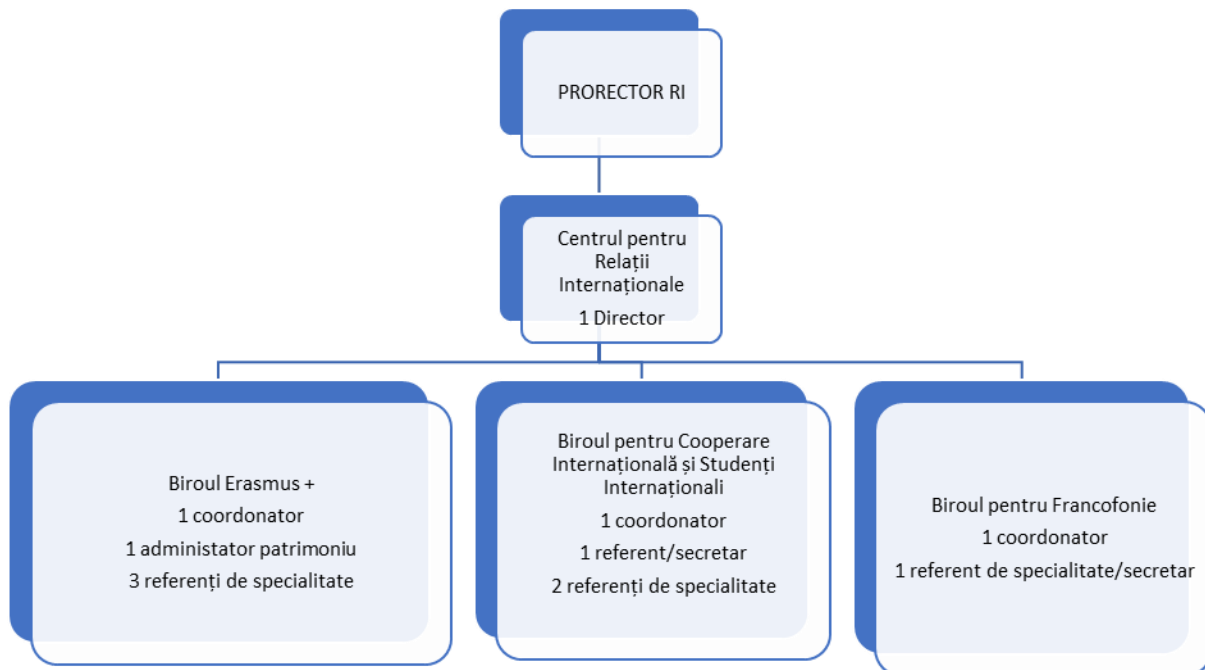 PRORECTOR RI
Centrul pentru
Relații
Internaționale
1 Director
Biroul Erasmus +
1 coordonator
1 administator patrimoniu
3 referenți de specialitate
Biroul pentru Cooperare
Internațională și Studenți
Internaționali
1 coordonator
1 referent/secretar
2 referenți de specialitate
Biroul pentru Francofonie
1 coordonator
1 referent de specialitate/secretar